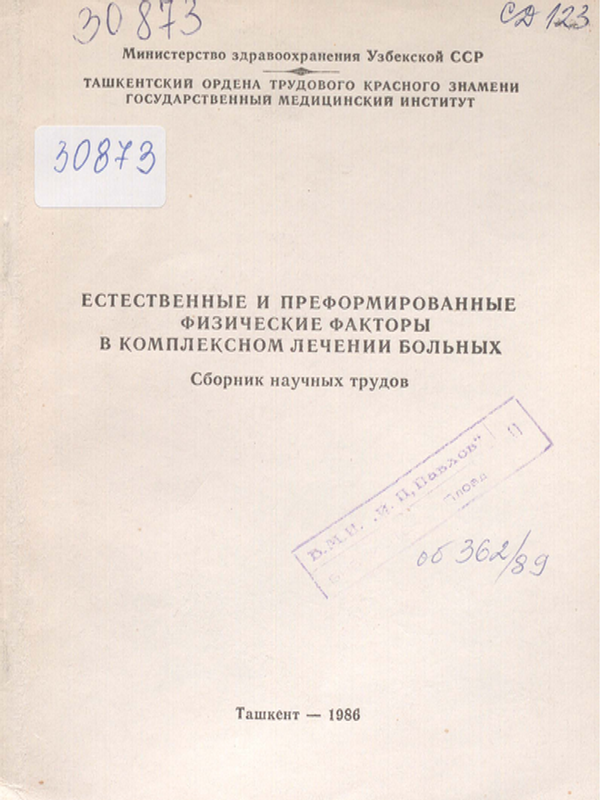 30873
СД 123
Министерство здравоохранения Узбекской ССР
ТАШКЕНТСКИЙ ОРДЕНА ТРУДОВОГО КРАСНОГО ЗНАМЕНИ
ГОСУДАРСТВЕННЫЙ МЕДИЦИНСКИЙ ИНСТИТУТ
30873
ЕСТЕСТВЕННЫЕ И ПРЕФОРМИРОВАННЫЕ
ФИЗИЧЕСКИЕ ФАКТОРЫ
В КОМПЛЕКСНОМ ЛЕЧЕНИИ БОЛЬНЫХ
Сборник научных трудов
В.М.И. „И. П. Павлов"
об 362/89
Ташкент — 1986